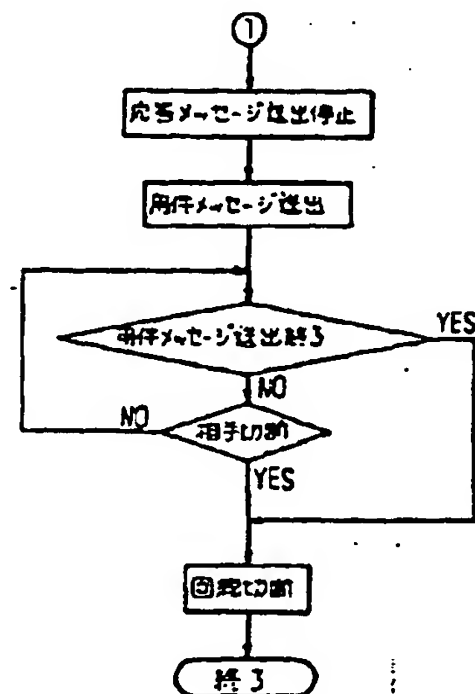 1
応答メッセージ送出停止
用件メッセージ送出
用件メッセージ送出終了
YES
NO
NO
相手切断
YES
回線切断
終了